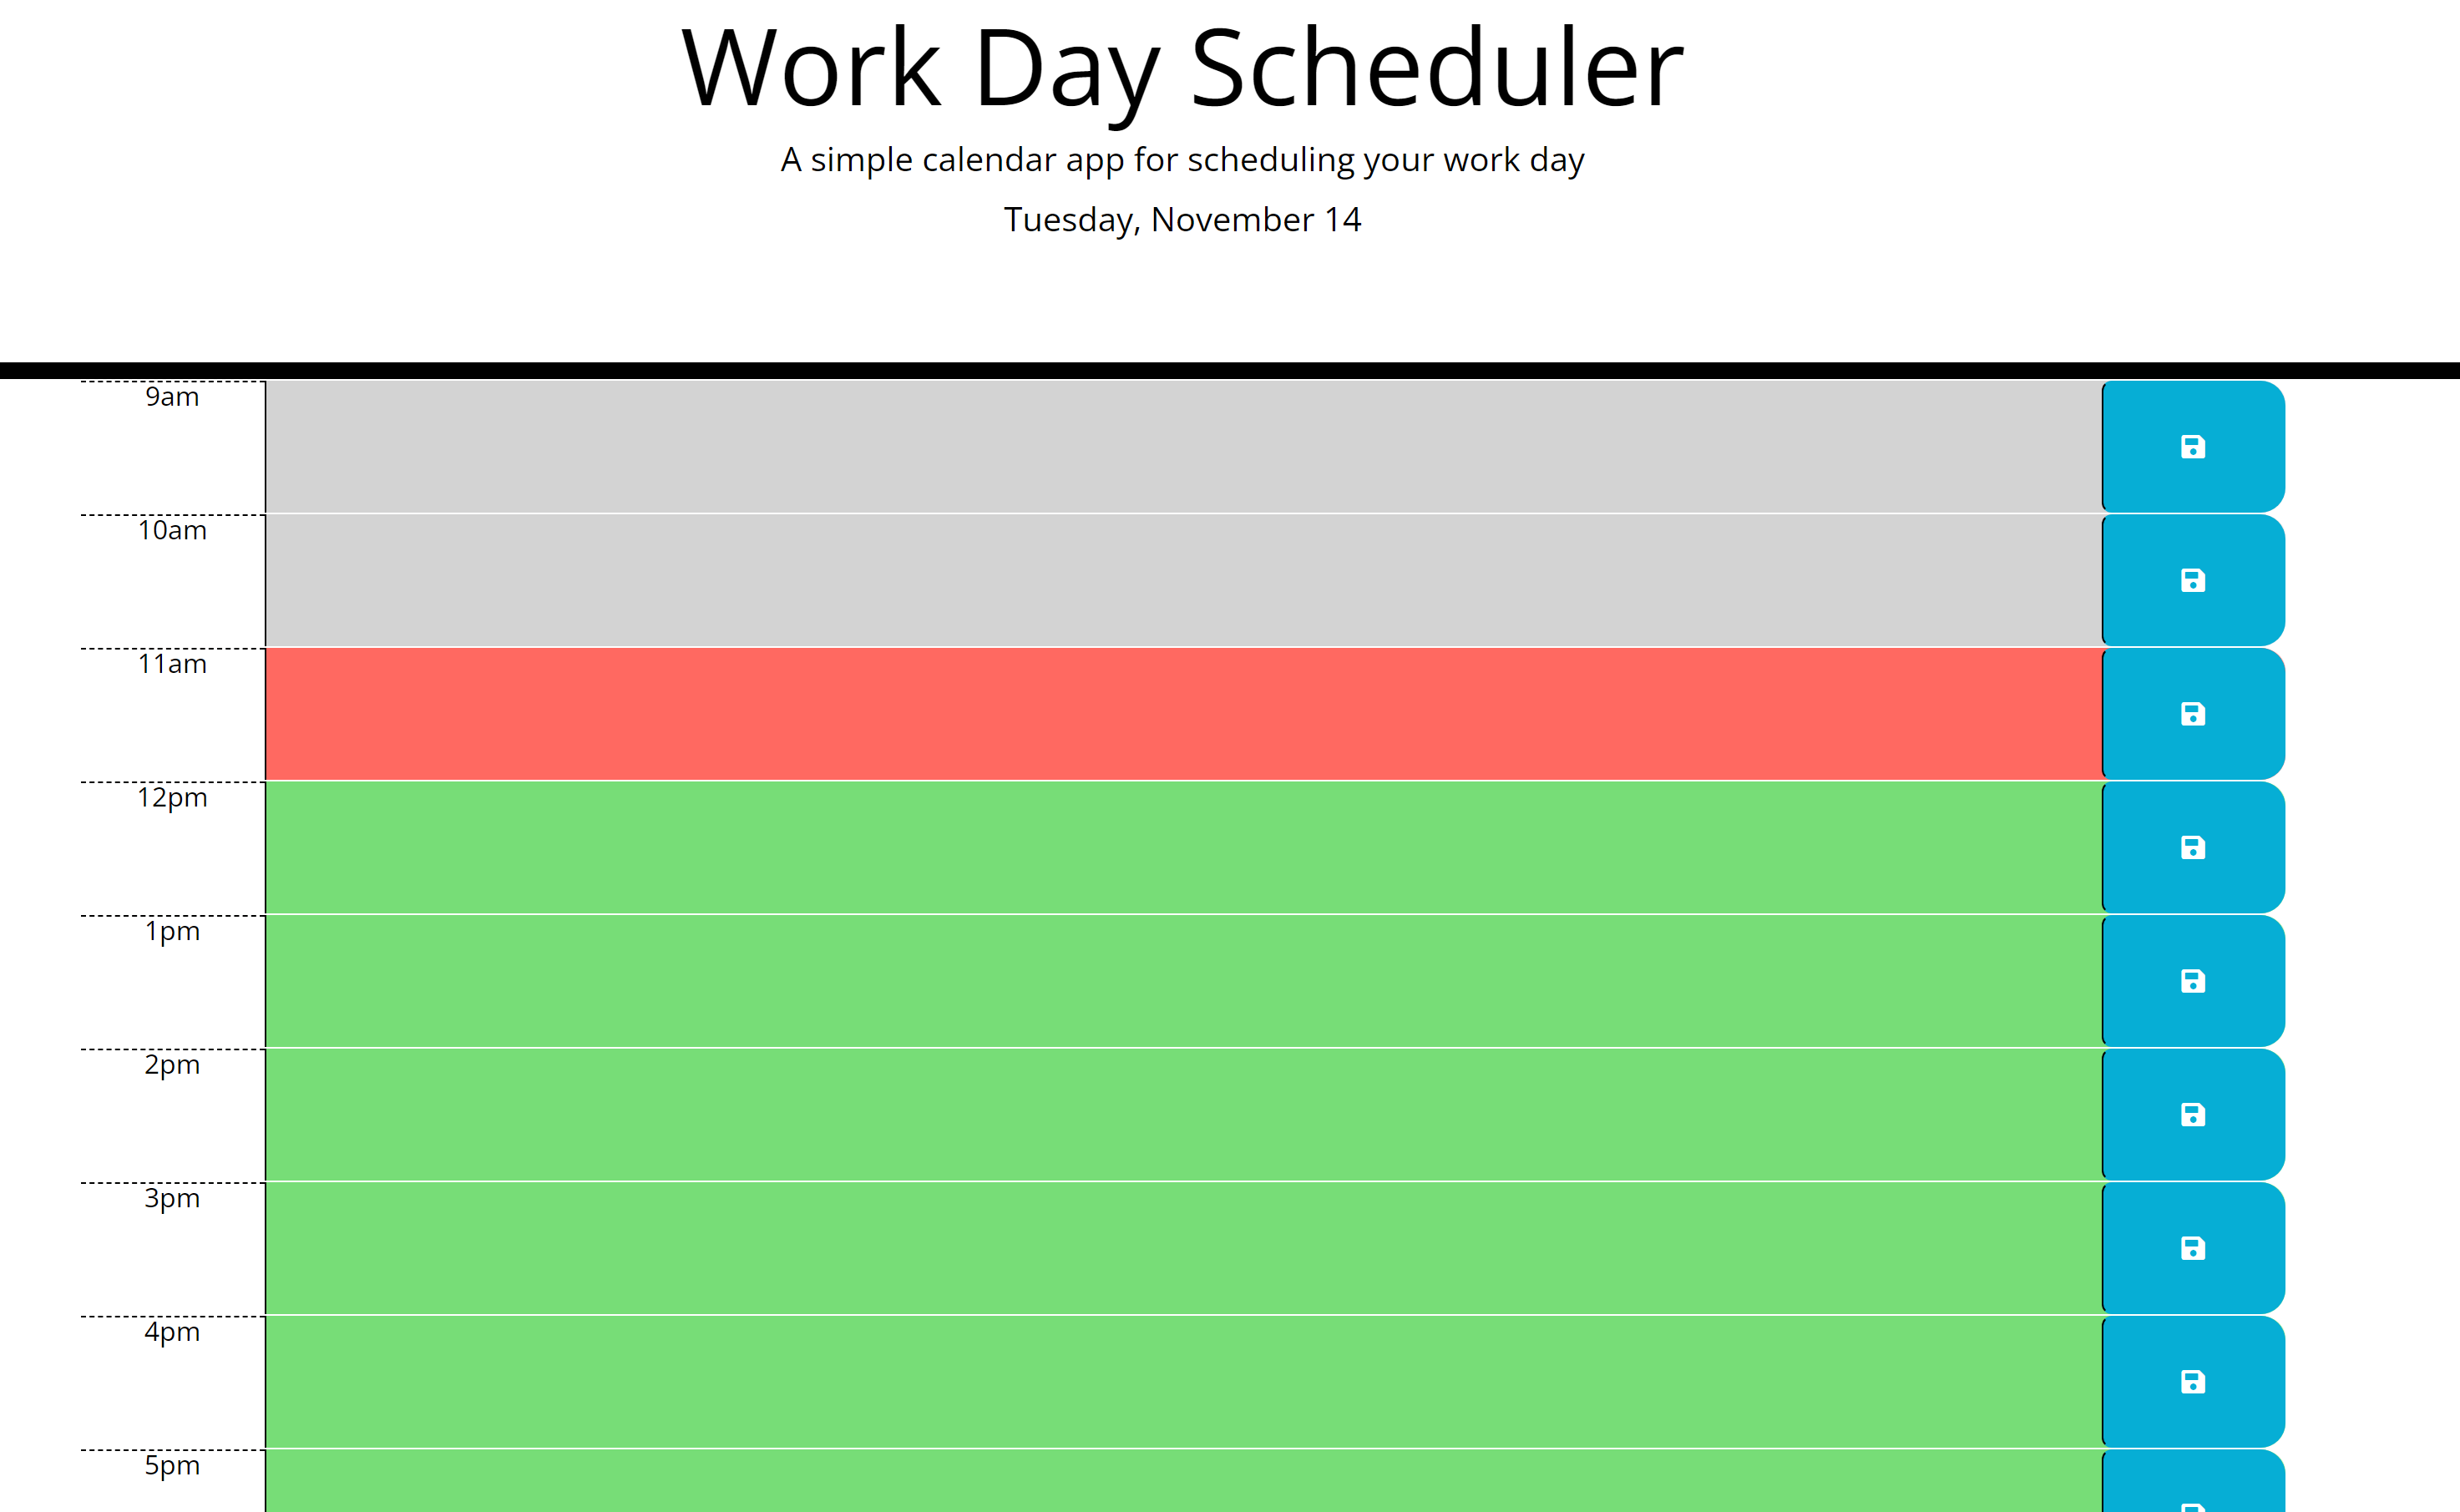 Work Day Scheduler
A simple calendar app for scheduling your work day
Tuesday, November 14
9am
10am
11am
12pm
1pm
2pm
3pm
4pm
5pm